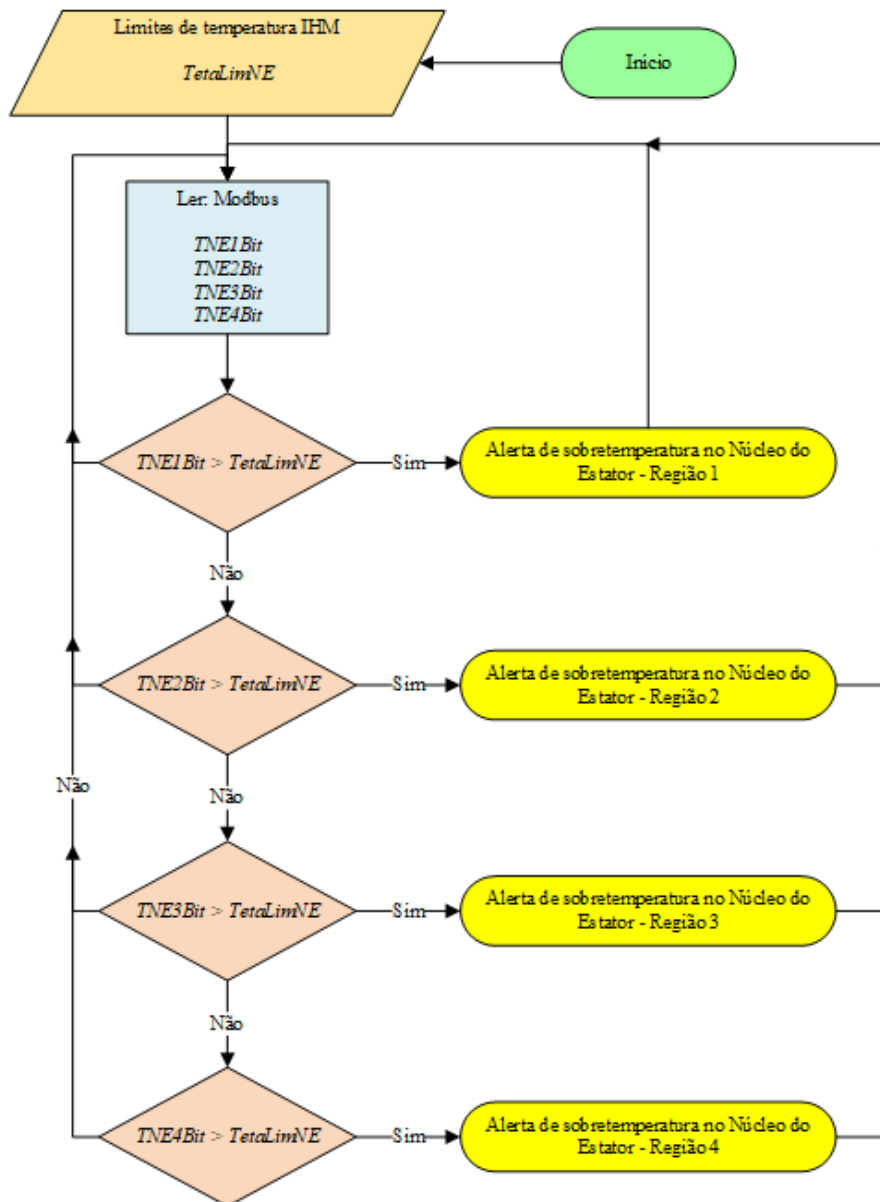 Limites de temperatura IHM
TetaLimNE
Início
Ler: Modbus
TNE1Bit
TNE2Bit
TNE3Bit
TNE4Bit
TNE1Bit > TetaLimNE
Sim
Alerta de sobretemperatura no Núcleo do
Estator - Região 1
Não
TNE2Bit > TetaLimNE
Sim
Alerta de sobretemperatura no Núcleo do
Estator - Região 2
Não
Não
TNE3Bit > TetaLimNE
Sim
Alerta de sobretemperatura no Núcleo do
Estator - Região 3
Não
TNE4Bit > TetaLimNE
Sim
Alerta de sobretemperatura no Núcleo do
Estator - Região 4